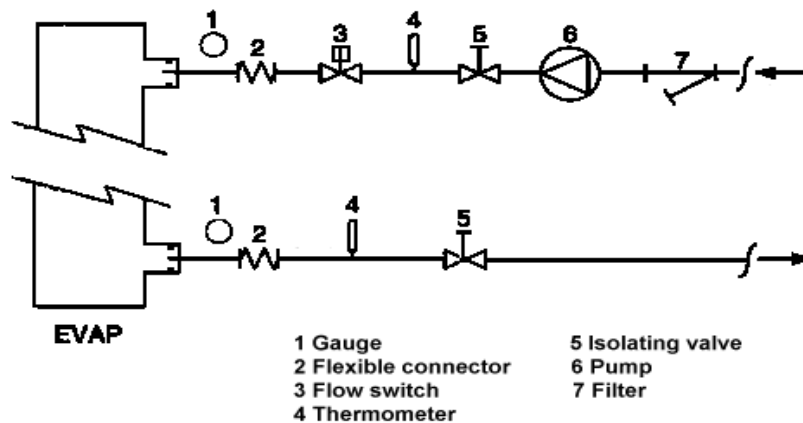 1 2 3 4 5 6 7
1 2 4 5
EVAP
1 Gauge 5 Isolating valve
2 Flexible connector 6 Pump
3 Flow switch 7 Filter
4 Thermometer